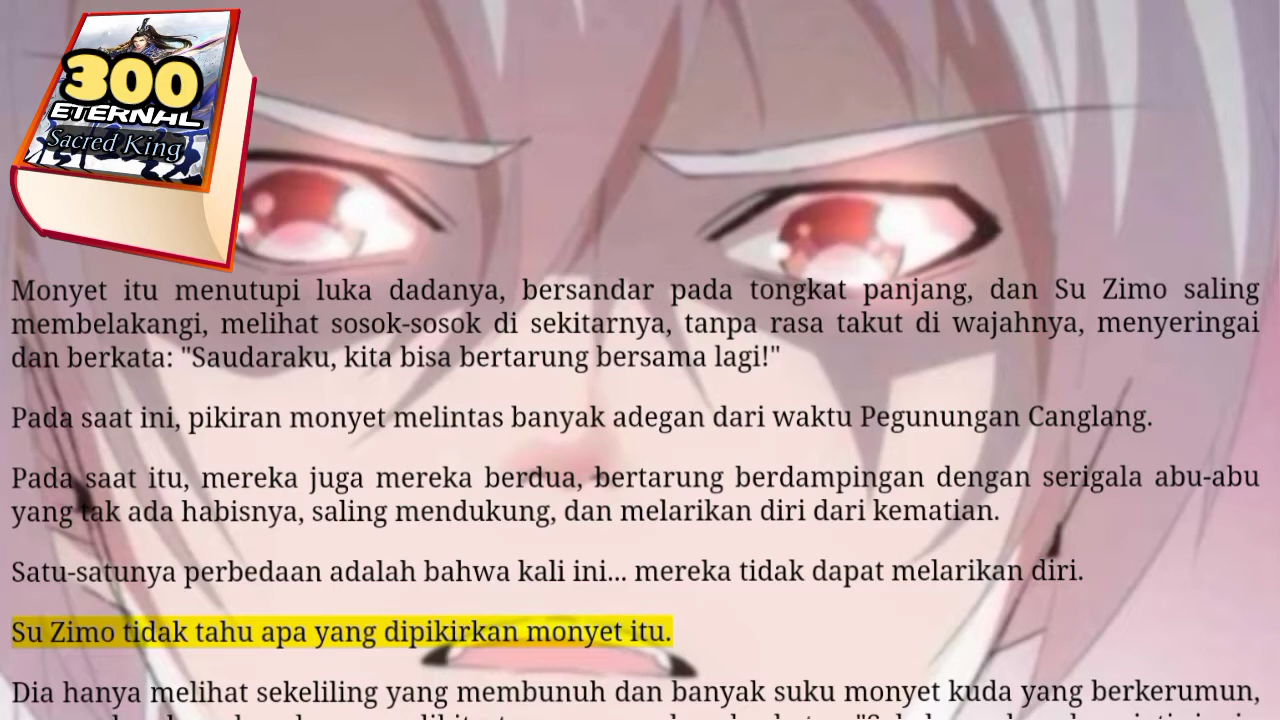 300
ETERNAL
Sacred King
Monyet itu menutupi luka dadanya, bersandar pada tongkat panjang, dan Su Zimo saling
membelakangi, melihat sosok-sosok di sekitarnya, tanpa rasa takut di wajahnya, menyeringai
dan berkata: "Saudaraku, kita bisa bertarung bersama lagi!"
Pada saat ini, pikiran monyet melintas banyak adegan dari waktu Pegunungan Canglang.
Pada saat itu, mereka juga mereka berdua, bertarung berdampingan dengan serigala abu-abu
yang tak ada habisnya, saling mendukung, dan melarikan diri dari kematian.
Satu-satunya perbedaan adalah bahwa kali ini... mereka tidak dapat melarikan diri.
Su Zimo tidak tahu apa yang dipikirkan monyet itu.
Dia hanya melihat sekeliling yang membunuh dan banyak suku monyet kuda yang berkerumun,